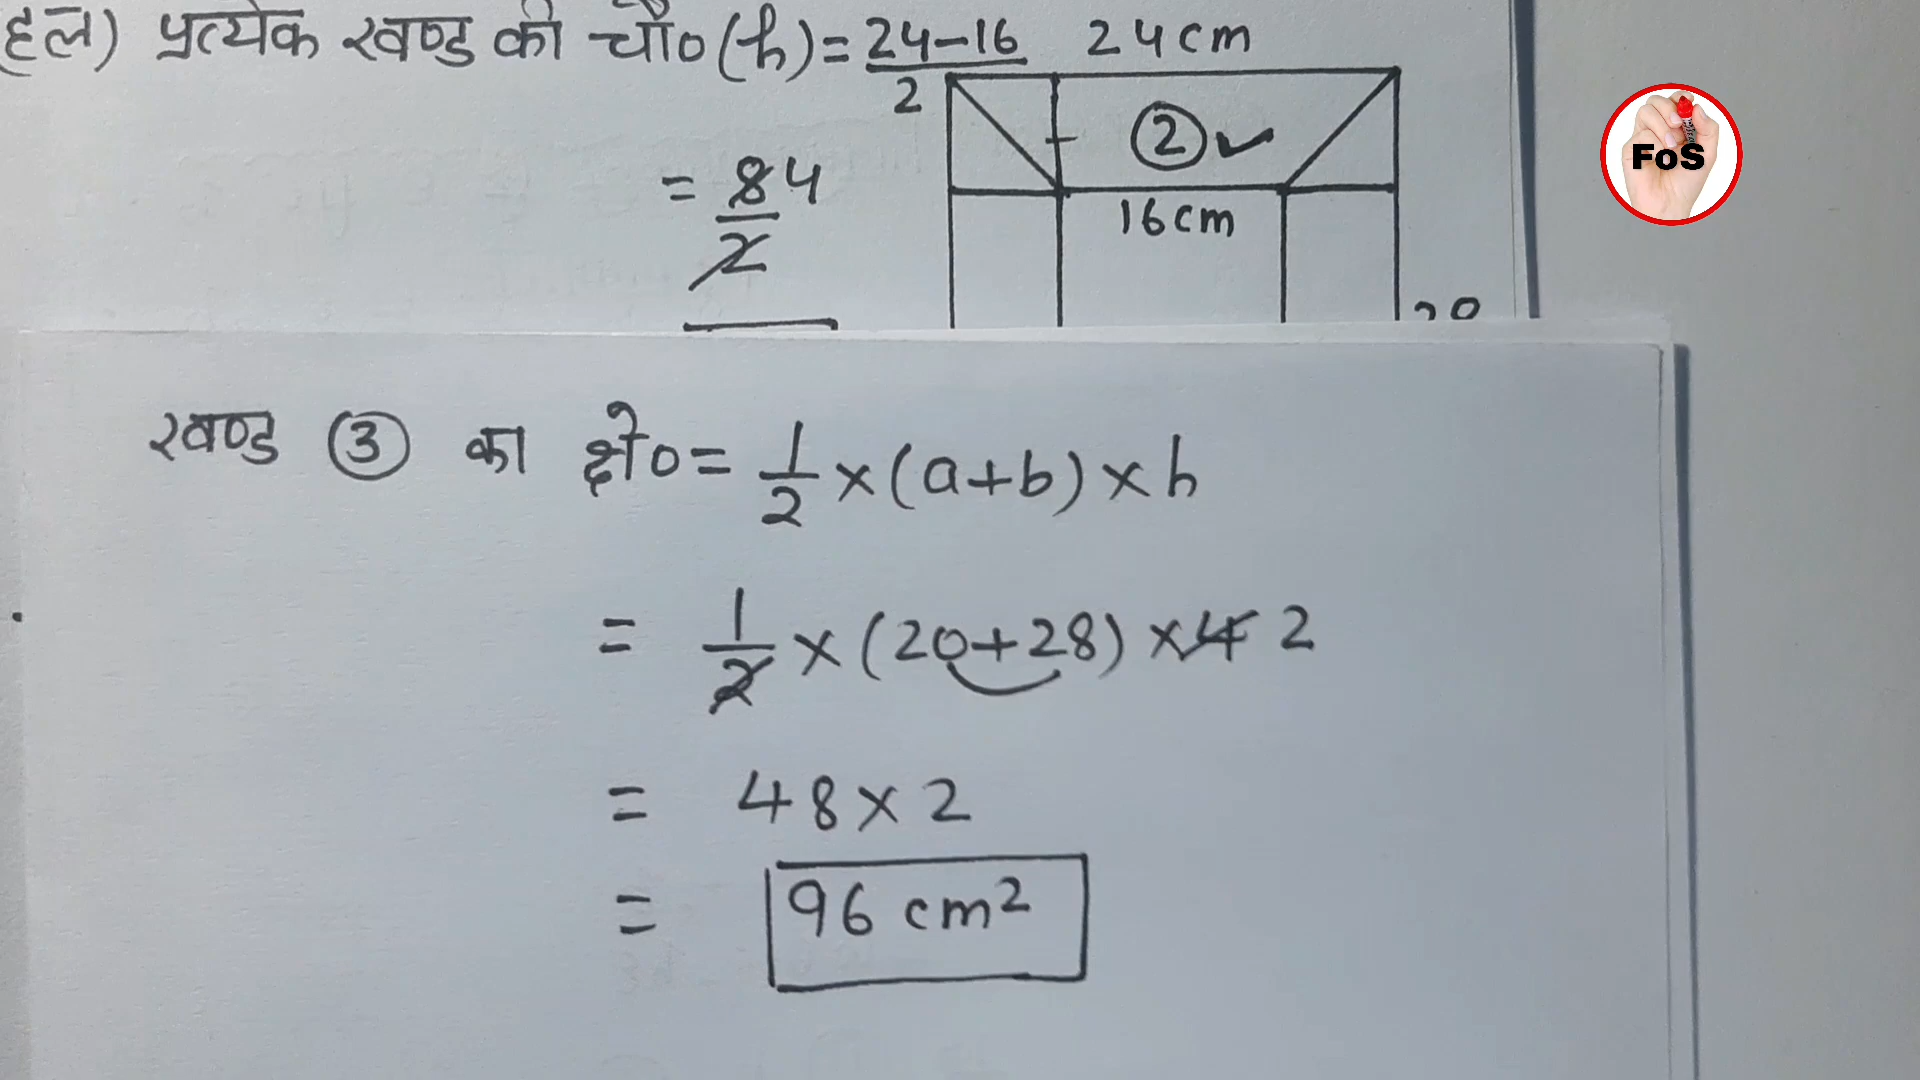 हल) प्रत्येक खण्ड की चौ० (h) = 24-16/2
24cm
= 8/2 4
2
16cm
FoS
खण्ड 3 का क्षे० = 1/2 × (a+b) × h
= 1/2 × (20+28) × 4 2
= 48 × 2
= 96 cm²